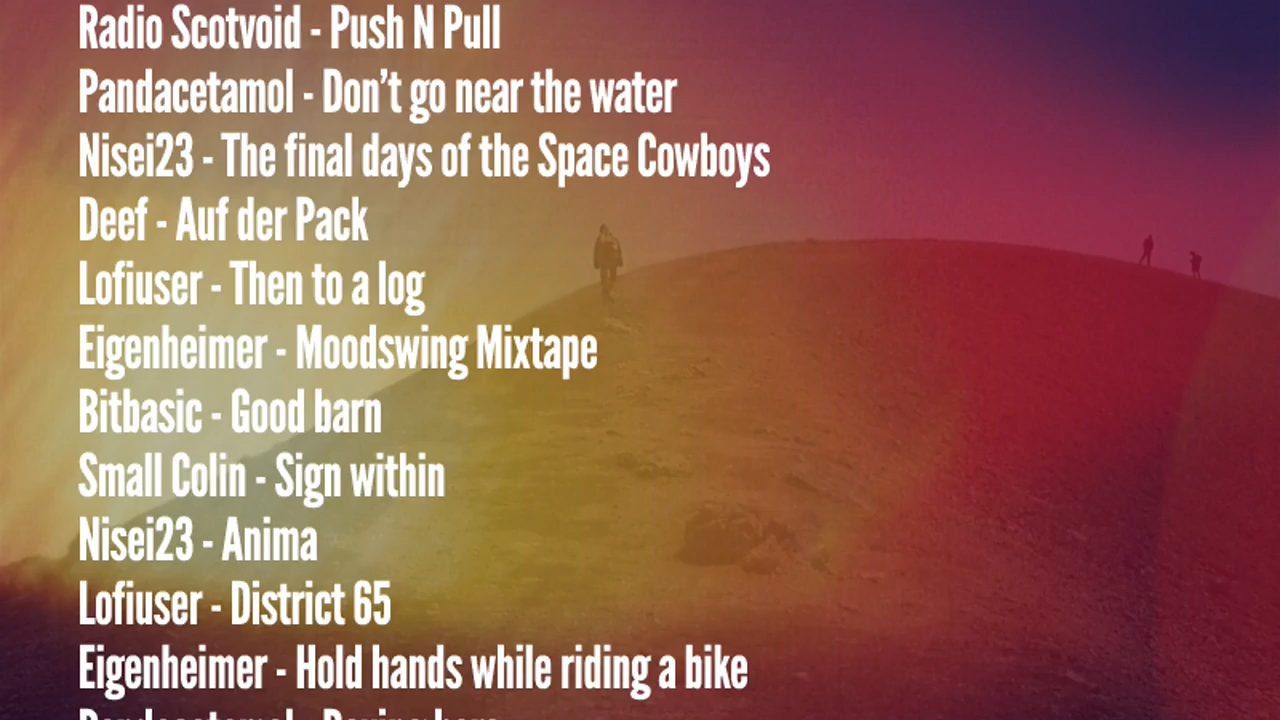 Radio Scotvoid - Push N Pull
Pandacetamol - Don’t go near the water
Nisei23 - The final days of the Space Cowboys
Deef - Auf der Pack
Lofiuser - Then to a log
Eigenheimer - Moodswing Mixtape
Bitbasic - Good barn
Small Colin - Sign within
Nisei23 - Anima
Lofiuser - District 65
Eigenheimer - Hold hands while riding a bike
Pandacetamol -